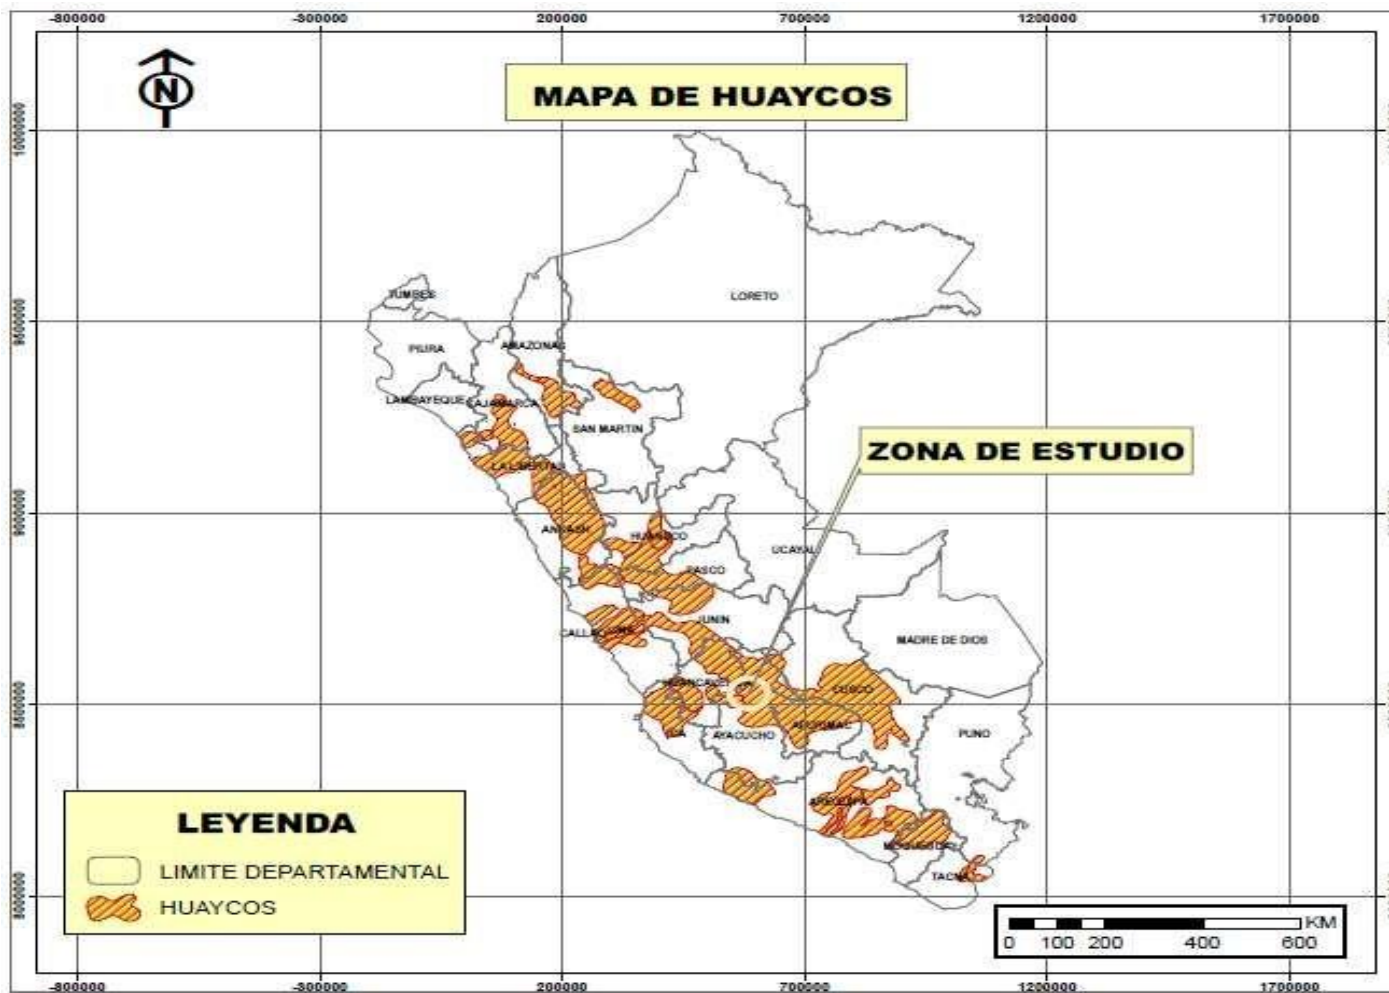 -800000 -300000 200000 700000 1200000 1700000
N
MAPA DE HUAYCOS
10000000
TUMBES
LORETO
9500000
PIURA
AMAZONAS
LAMBAYEQUE
CAJAMARCA
SAN MARTIN
ZONA DE ESTUDIO
LA LIBERTAD
9000000
ANCASH
HUANUCO
UCAYALI
PASCO
JUNIN
CALLAO
LIMA
MADRE DE DIOS
HUANCAVELI
CUSCO
8500000
APURIMAC
ICA
AYACUCHO
PUNO
AREQUIPA
MOQUEGUA
TACNA
8000000
LEYENDA
LIMITE DEPARTAMENTAL
HUAYCOS
KM
0 100 200 400 600
-800000 -300000 200000 700000 1200000 1700000